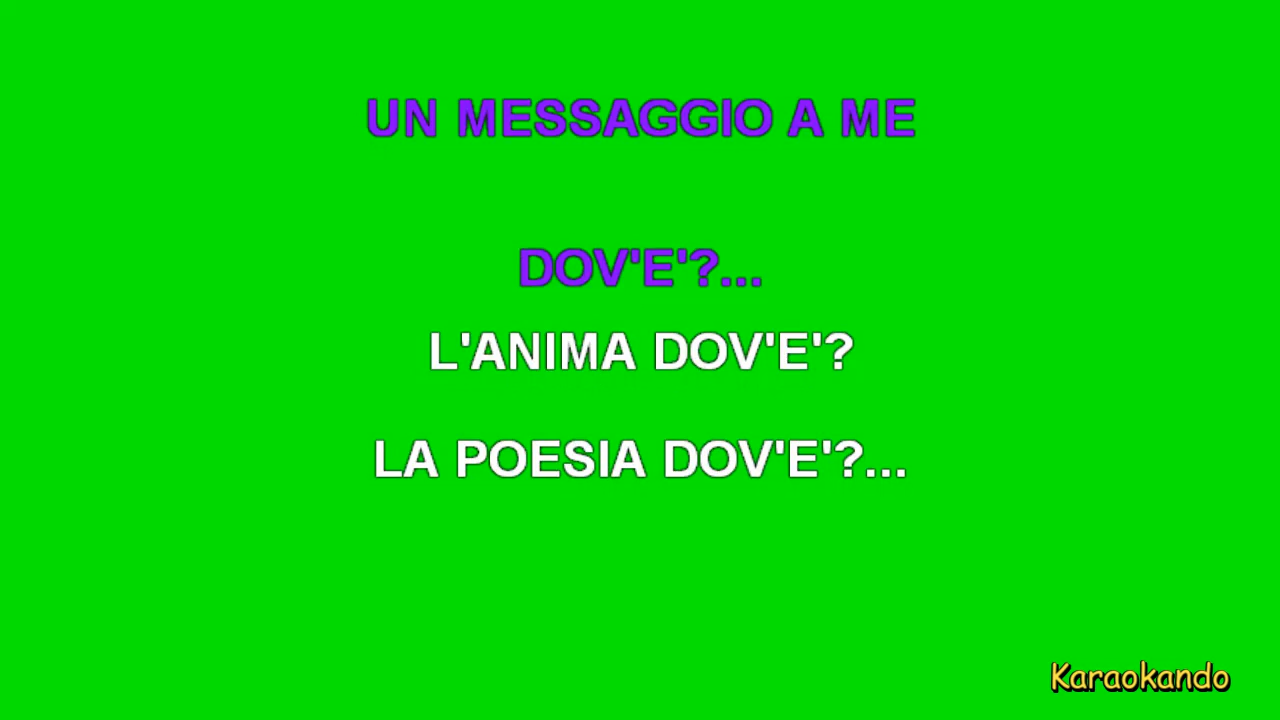 UN MESSAGGIO A ME
DOV'E'?...
L'ANIMA DOV'E'?
LA POESIA DOV'E'?...
Karaokando